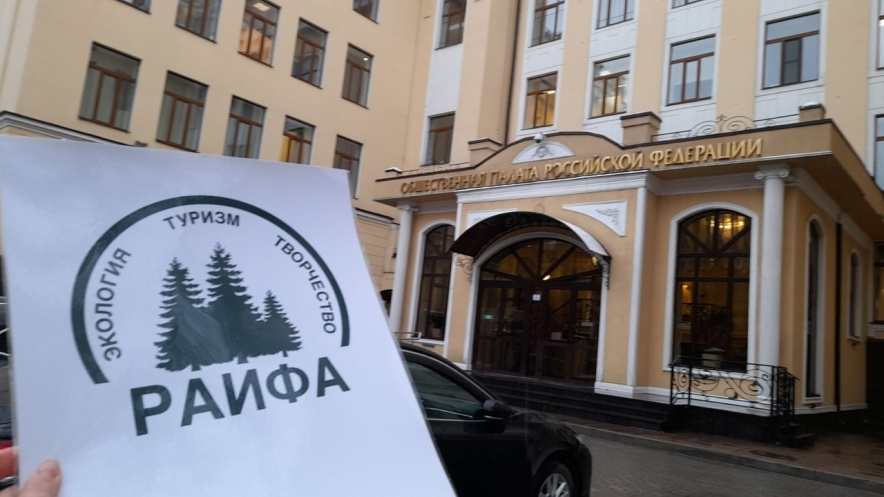 ОБЩЕСТВЕННАЯ ПАЛАТА РОССИЙСКОЙ ФЕДЕРАЦИИ
ЭКОЛОГИЯ
ТУРИЗМ
ТВОРЧЕСТВО
РАИФА